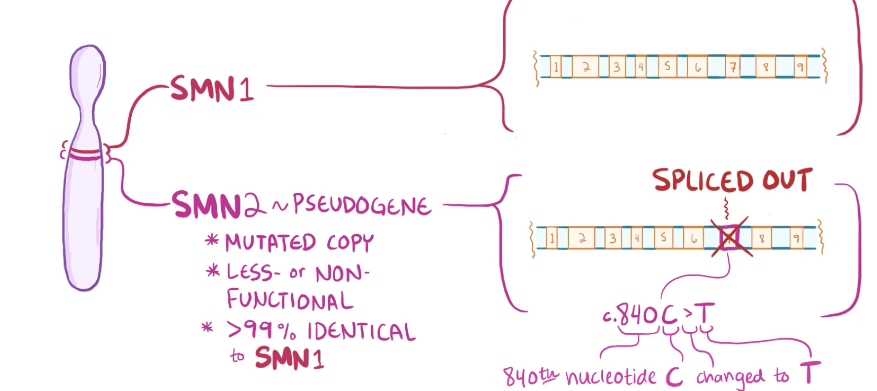 SMN1
1 2 3 4 5 6 7 8 9
SPLICED OUT
SMN2 ~ PSEUDOGENE
* MUTATED COPY
* LESS- or NON-
FUNCTIONAL
* >99% IDENTICAL
to SMN1
1 2 3 4 5 6 7 8 9
c.840C>T
840th nucleotide C changed to T